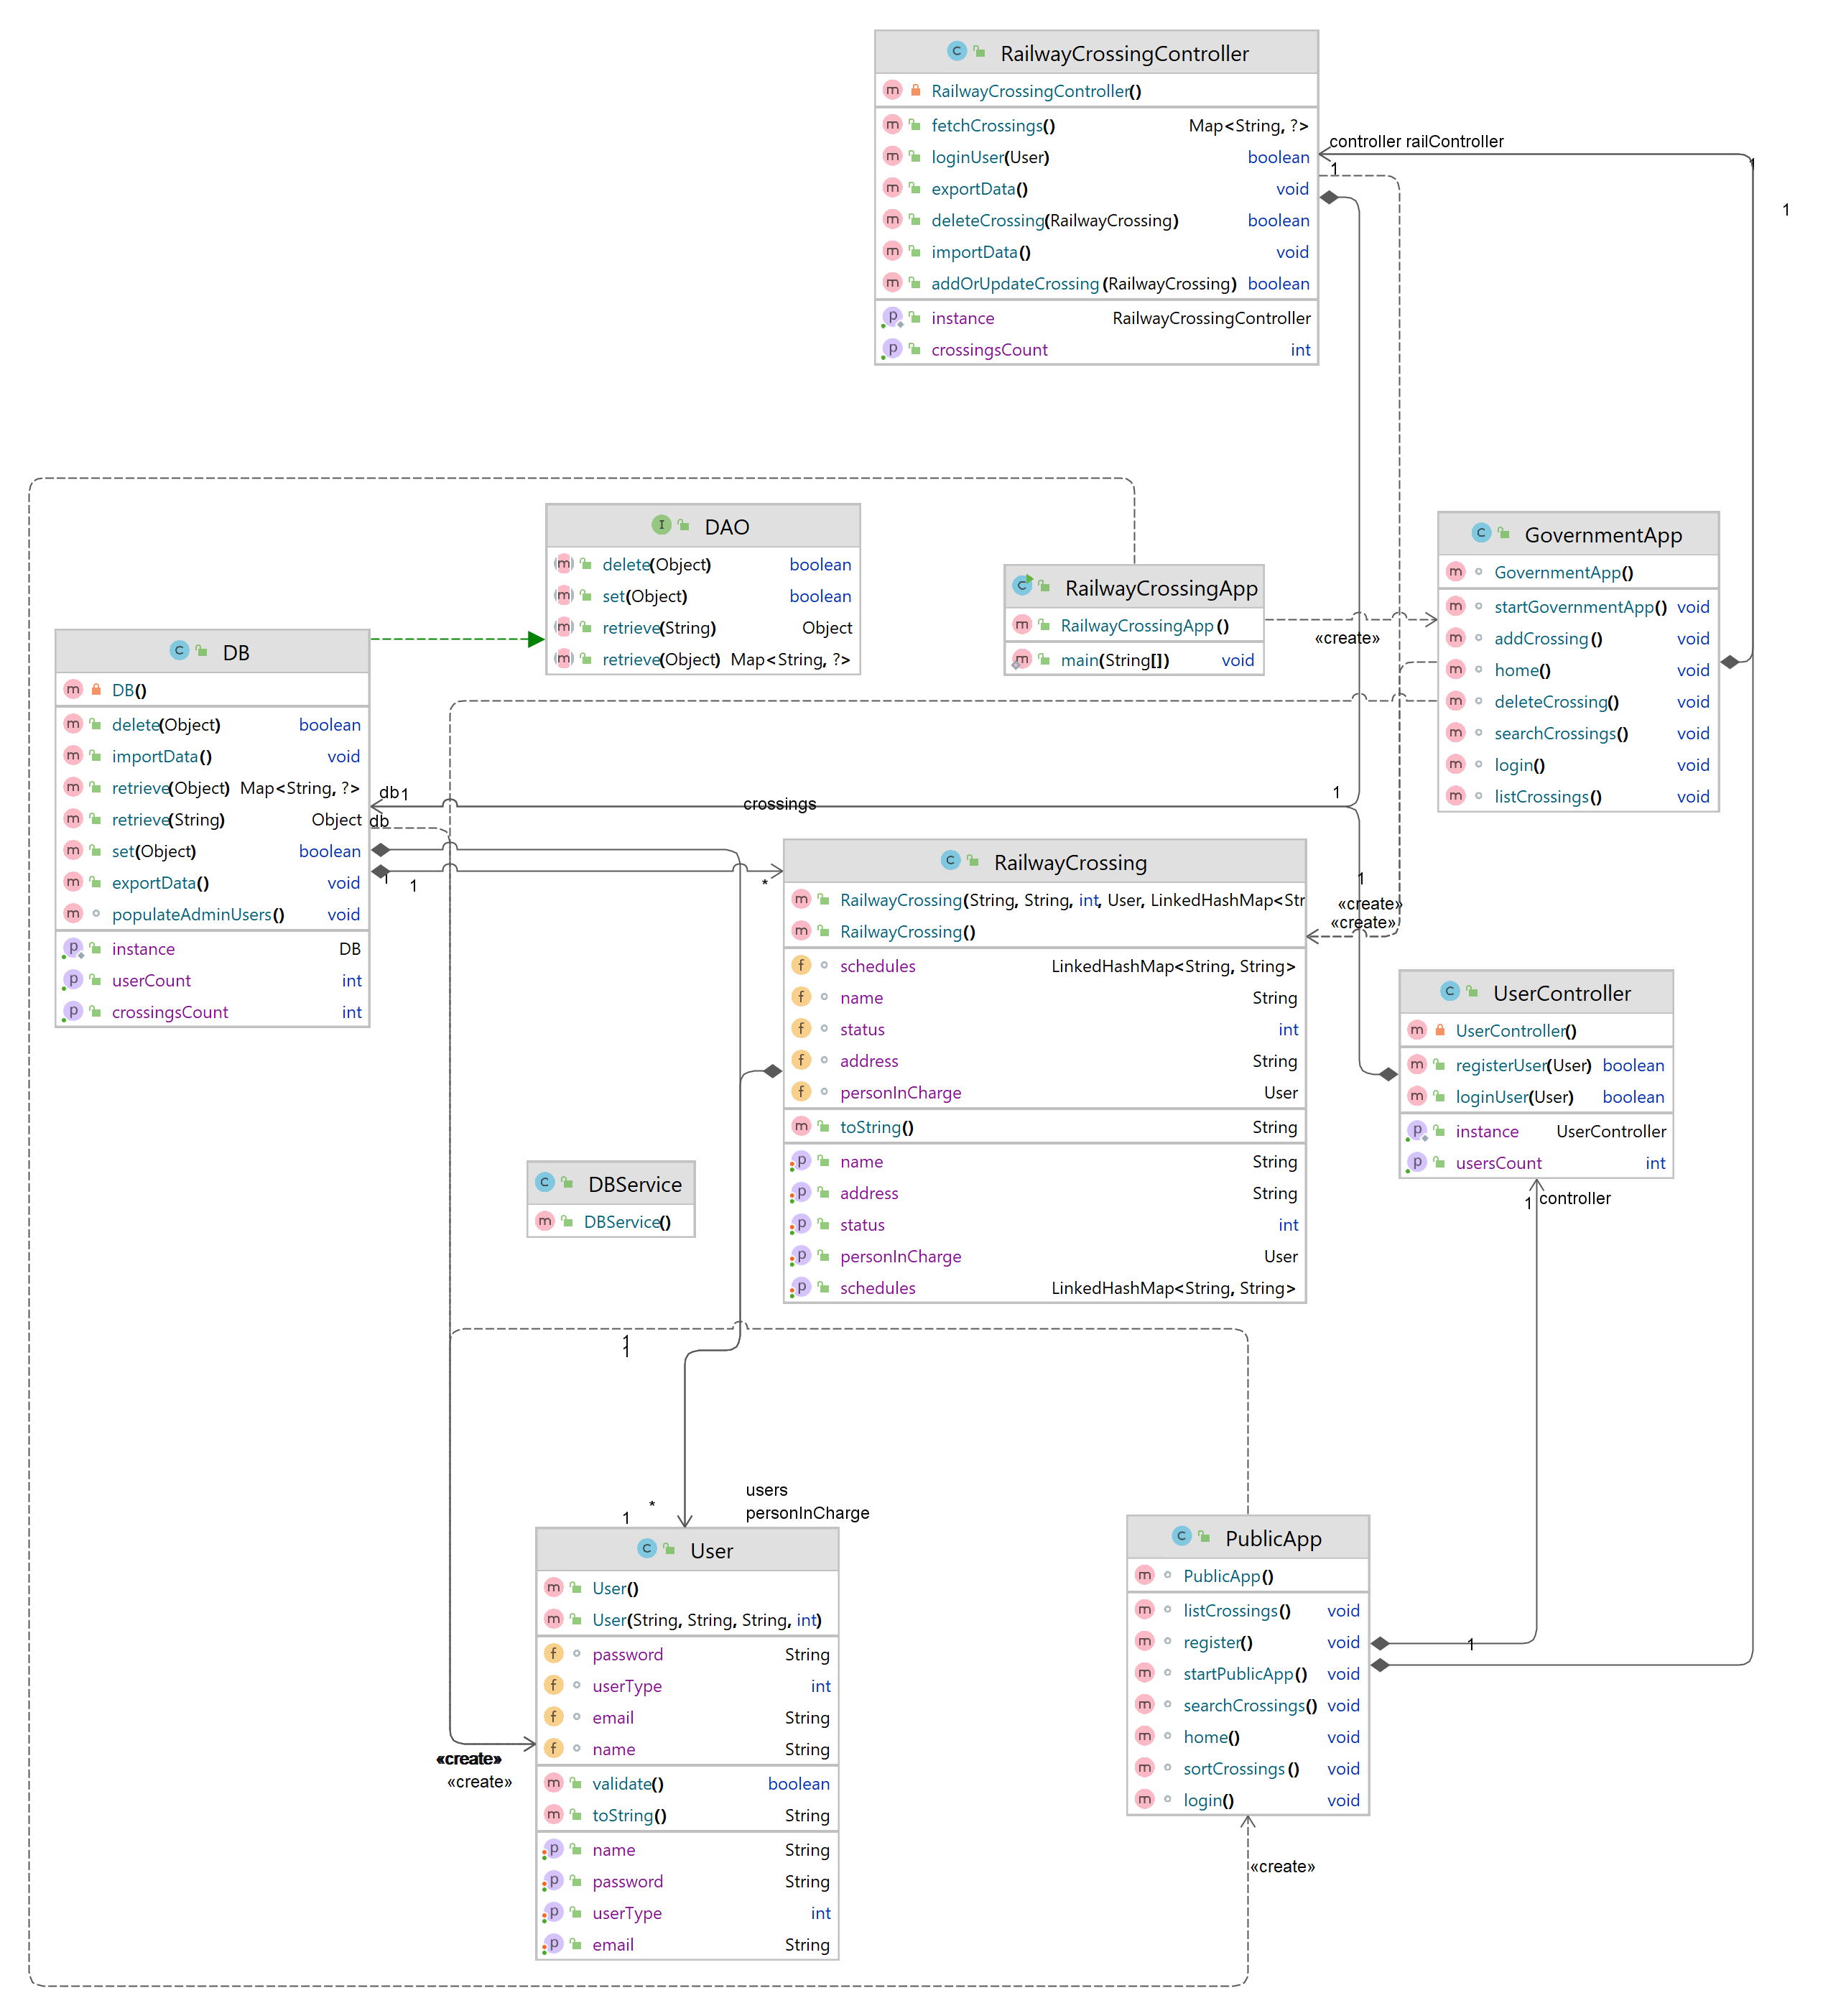 RailwayCrossingController
RailwayCrossingController()
fetchCrossings() Map<String, ?>
loginUser(User) boolean
exportData() void
deleteCrossing(RailwayCrossing) boolean
importData() void
addOrUpdateCrossing(RailwayCrossing) boolean
instance RailwayCrossingController
crossingsCount int
controller railController
1
1
1
DAO
delete(Object) boolean
set(Object) boolean
retrieve(String) Object
retrieve(Object) Map<String, ?>
RailwayCrossingApp
RailwayCrossingApp()
main(String[]) void
«create»
GovernmentApp
GovernmentApp()
startGovernmentApp() void
addCrossing() void
home() void
deleteCrossing() void
searchCrossings() void
login() void
listCrossings() void
DB
DB()
delete(Object) boolean
importData() void
retrieve(Object) Map<String, ?>
retrieve(String) Object
set(Object) boolean
exportData() void
populateAdminUsers() void
instance DB
userCount int
crossingsCount int
db 1
crossings
1
db
1
1
*
1
«create»
«create»
RailwayCrossing
RailwayCrossing(String, String, int, User, LinkedHashMap<Str
RailwayCrossing()
schedules LinkedHashMap<String, String>
name String
status int
address String
personInCharge User
toString() String
name String
address String
status int
personInCharge User
schedules LinkedHashMap<String, String>
UserController
UserController()
registerUser(User) boolean
loginUser(User) boolean
instance UserController
usersCount int
1 controller
DBService
DBService()
1
1
users
*
personInCharge
1
User
User()
User(String, String, String, int)
password String
userType int
email String
name String
validate() boolean
toString() String
name String
password String
userType int
email String
«create»
«create»
PublicApp
PublicApp()
listCrossings() void
register() void
startPublicApp() void
searchCrossings() void
home() void
sortCrossings() void
login() void
1
«create»